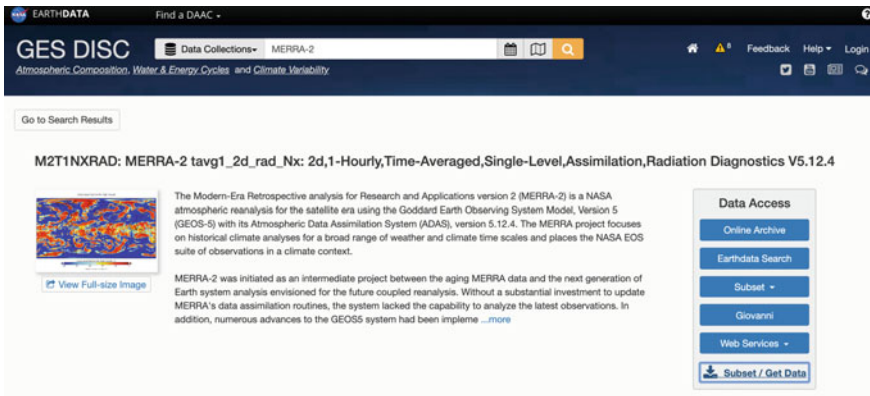 EARTHDATA Find a DAAC
GES DISC Data Collections MERRA-2 8 Feedback Help Login
Atmospheric Composition, Water & Energy Cycles and Climate Variability
Go to Search Results
M2T1NXRAD: MERRA-2 tavg1_2d_rad_Nx: 2d,1-Hourly,Time-Averaged,Single-Level,Assimilation,Radiation Diagnostics V5.12.4
The Modern-Era Retrospective analysis for Research and Applications version 2 (MERRA-2) is a NASA
atmospheric reanalysis for the satellite era using the Goddard Earth Observing System Model, Version 5
(GEOS-5) with its Atmospheric Data Assimilation System (ADAS), version 5.12.4. The MERRA project focuses
on historical climate analyses for a broad range of weather and climate time scales and places the NASA EOS
suite of observations in a climate context.
View Full-size Image
MERRA-2 was initiated as an intermediate project between the aging MERRA data and the next generation of
Earth system analysis envisioned for the future coupled reanalysis. Without a substantial investment to update
MERRA's data assimilation routines, the system lacked the capability to analyze the latest observations. In
addition, numerous advances to the GEOS5 system had been impleme ...more
Data Access
Online Archive
Earthdata Search
Subset
Giovanni
Web Services
Subset / Get Data